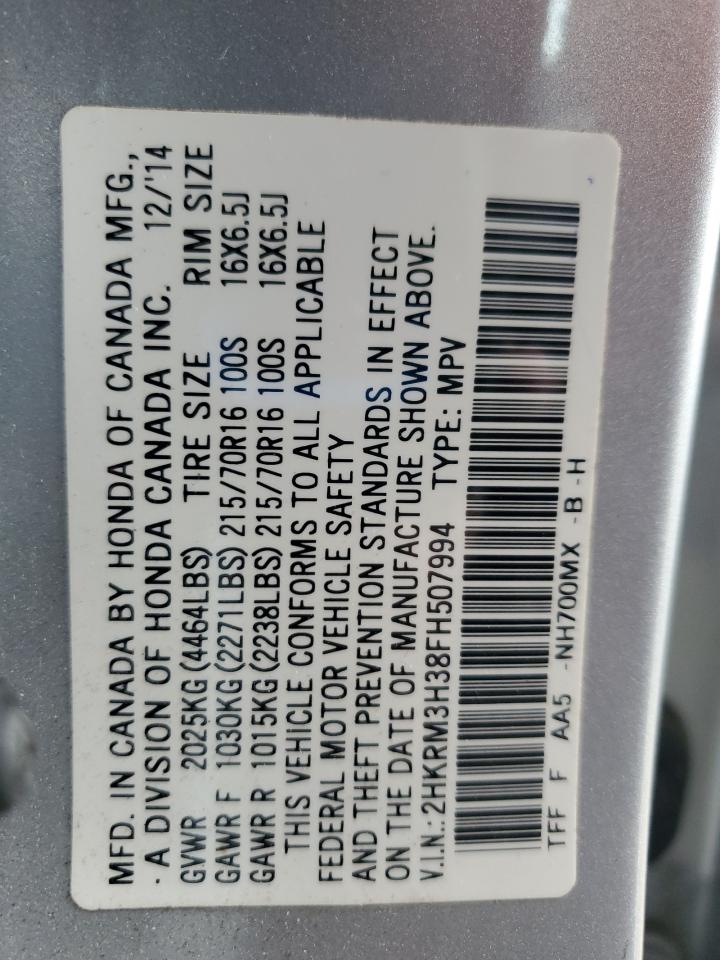 MFD. IN CANADA BY HONDA OF CANADA MFG.,
· A DIVISION OF HONDA CANADA INC. 12/'14
GVWR 2025KG (4464LBS) TIRE SIZE RIM SIZE
GAWR F 1030KG (2271LBS) 215/70R16 100S 16X6.5J
GAWR R 1015KG (2238LBS) 215/70R16 100S 16X6.5J
THIS VEHICLE CONFORMS TO ALL APPLICABLE
FEDERAL MOTOR VEHICLE SAFETY
AND THEFT PREVENTION STANDARDS IN EFFECT
ON THE DATE OF MANUFACTURE SHOWN ABOVE.
V.I.N.: 2HKRM3H38FH507994 TYPE: MPV
TFF F AA5 -NH700MX -B -H